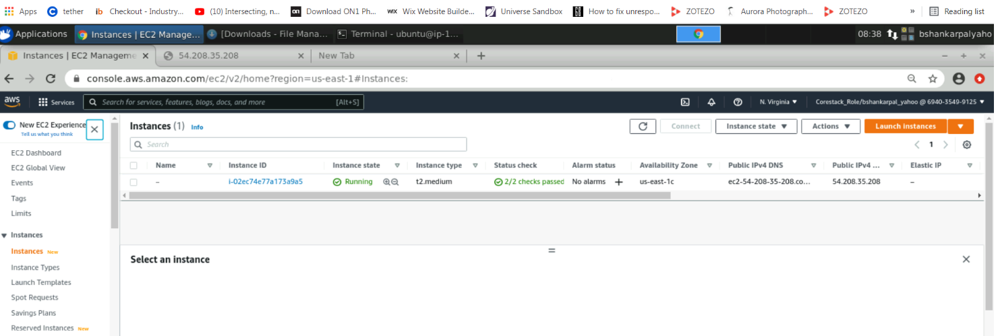 Apps tether Checkout - Industry... (10) Intersecting, n... Download ON1 Ph... Wix Website Builde... Universe Sandbox How to fix unrespo... ZOTEZO Aurora Photograph... ZOTEZO » Reading list
Applications Instances | EC2 Manage... [Downloads - File Mana... Terminal - ubuntu@ip-1... 08:38 bshankarpalyaho
Instances | EC2 Manageme 54.208.35.208 New Tab
console.aws.amazon.com/ec2/v2/home?region=us-east-1#Instances:
aws Services Search for services, features, blogs, docs, and more [Alt+S] N. Virginia Corestack_Role/bshankarpal_yahoo @ 6940-3549-9125
New EC2 Experience
Tell us what you think
Instances (1) Info Connect Instance state Actions Launch instances
Search 1
EC2 Dashboard
EC2 Global View
Events
Tags
Limits
Instances
Instances New
Instance Types
Launch Templates
Spot Requests
Savings Plans
Reserved Instances New
Name Instance ID Instance state Instance type Status check Alarm status Availability Zone Public IPv4 DNS Public IPv4 ... Elastic IP
– i-02ec74e77a173a9a5 Running t2.medium 2/2 checks passed No alarms + us-east-1c ec2-54-208-35-208.co... 54.208.35.208 –
Select an instance